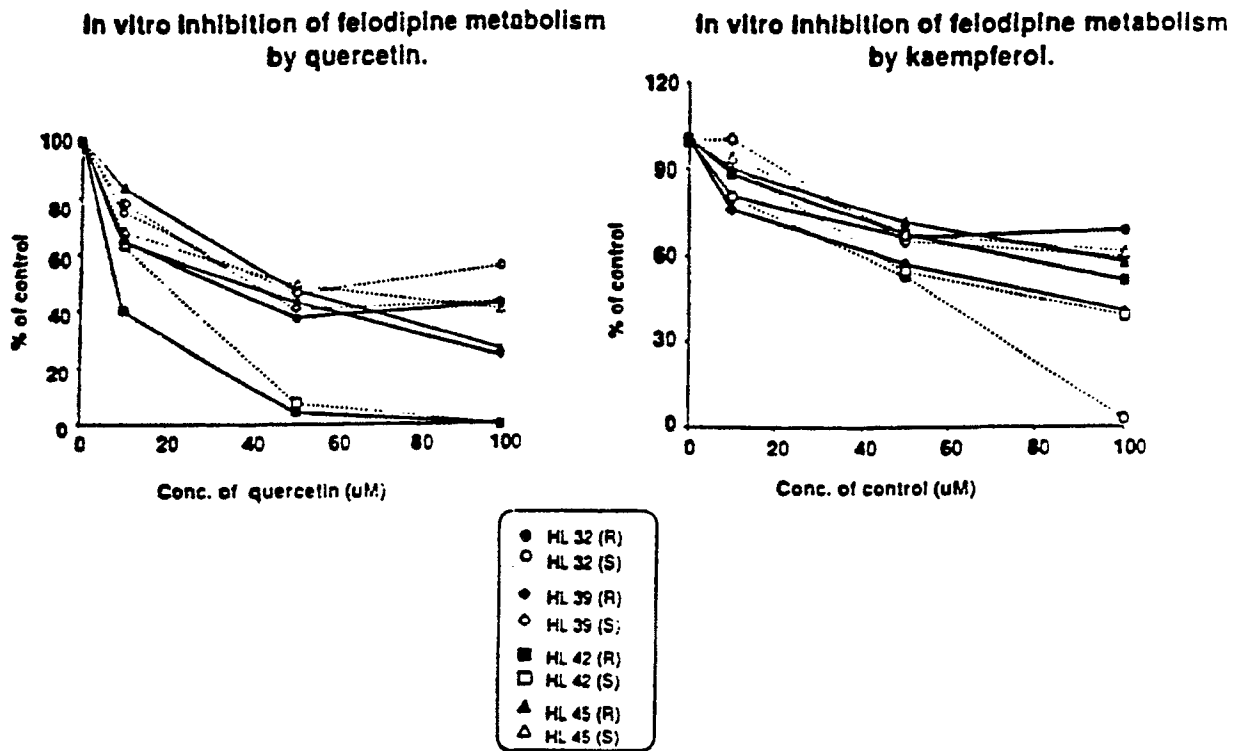 In vitro inhibition of felodipine metabolism
by quercetin.
100
80
60
40
20
0
% of control
0
20
40
60
80
100
Conc. of quercetin (uM)
In vitro inhibition of felodipine metabolism
by kaempferol.
120
90
60
30
0
% of control
0
20
40
60
80
100
Conc. of control (uM)
HL 32 (R)
HL 32 (S)
HL 39 (R)
HL 39 (S)
HL 42 (R)
HL 42 (S)
HL 45 (R)
HL 45 (S)